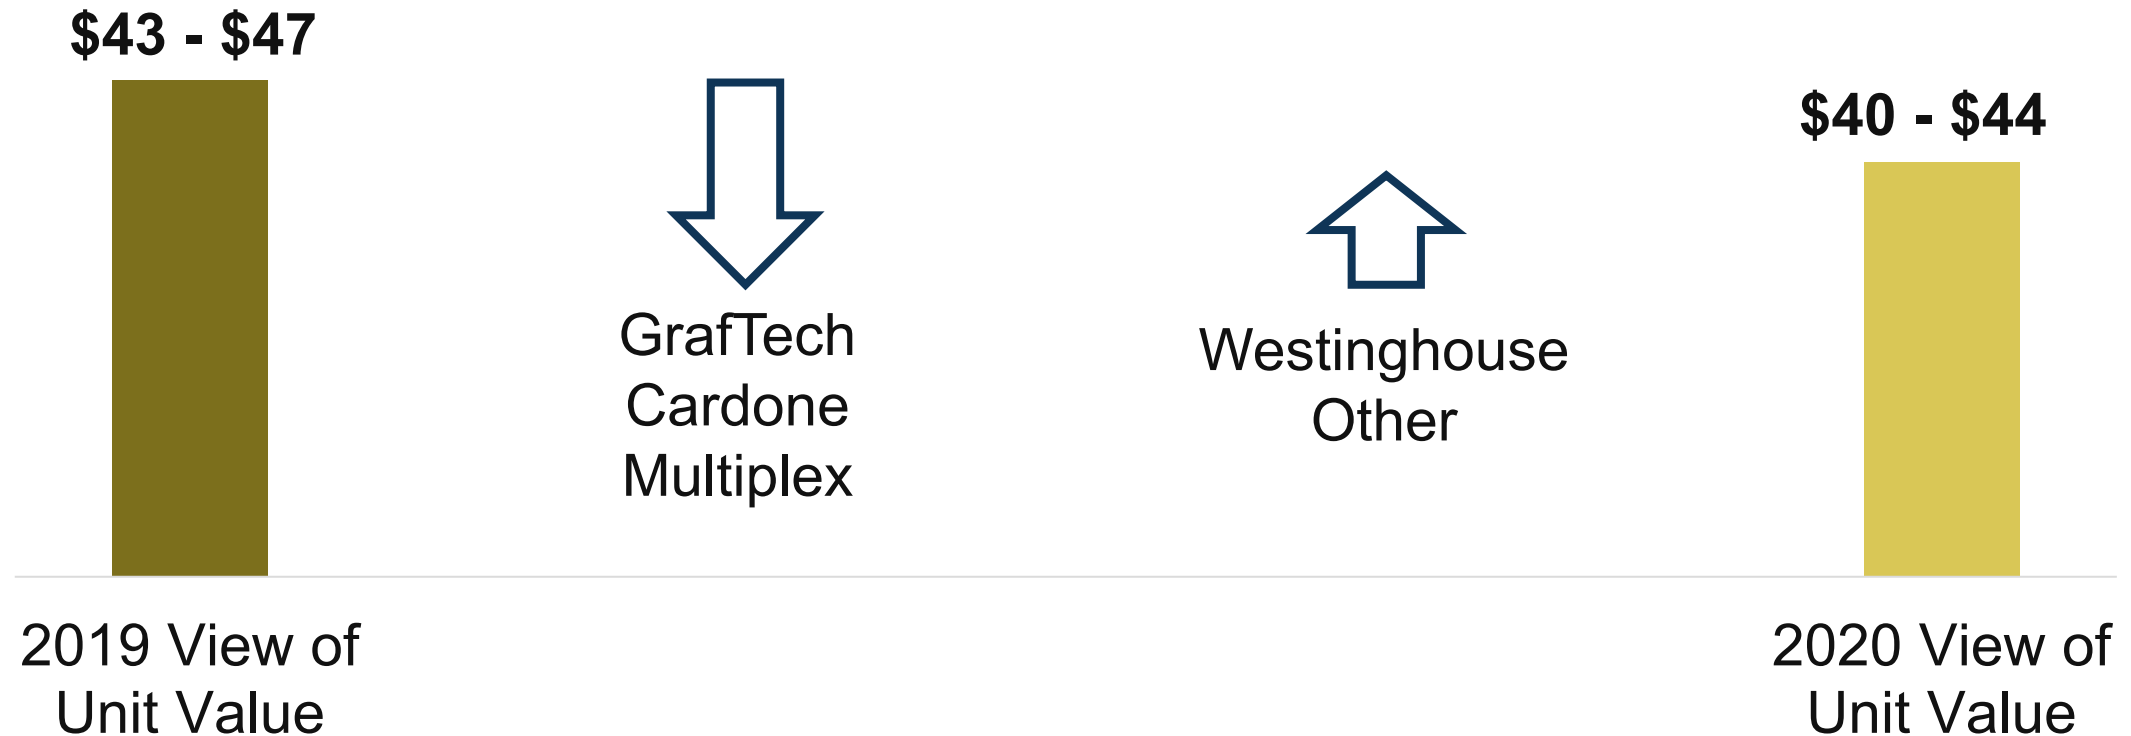 $43 - $47
$40 - $44
GrafTech
Cardone
Multiplex
Westinghouse
Other
2019 View of
Unit Value
2020 View of
Unit Value